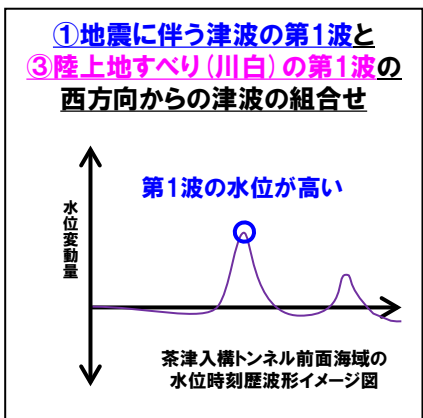 ①地震に伴う津波の第1波と
③陸上地すべり(川白)の第1波の
西方向からの津波の組合せ
第1波の水位が高い
水位変動量
茶津入構トンネル前面海域の
水位時刻歴波形イメージ図